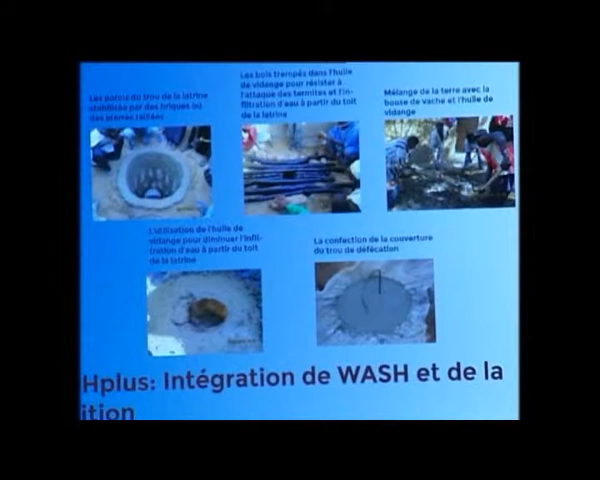 Les parois du trou de la latrine
stabilisée par des briques ou
des pierres taillées
Les bois trempés dans l'huile
de vidange pour résister à
l'attaque des termites et l'in-
filtration d'eau à partir du toit
de la latrine
Mélange de la terre avec la
bouse de vache et l'huile de
vidange
L'utilisation de l'huile de
vidange pour diminuer l'infil-
tration d'eau à partir du toit
de la latrine
La confection de la couverture
du trou de défécation
Hplus: Intégration de WASH et de la
ition